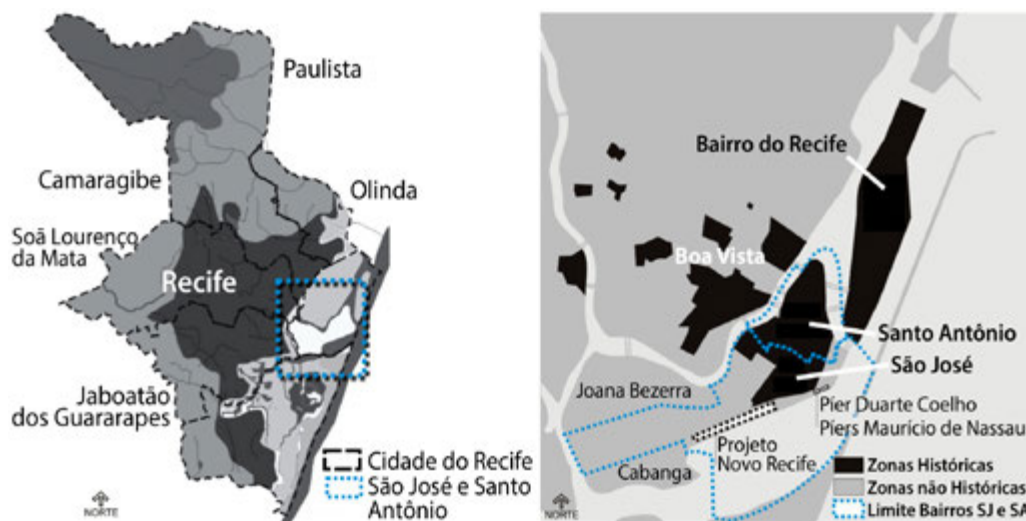 Paulista
Camaragibe
Olinda
Soã Lourenço
da Mata
Recife
Jaboatão
dos Guararapes
Cidade do Recife
São José e Santo
Antônio
NORTE
Bairro do Recife
Boa Vista
Santo Antônio
São José
Joana Bezerra
Píer Duarte Coelho
Píers Maurício de Nassau
Projeto
Novo Recife
Cabanga
Zonas Históricas
Zonas não Históricas
Limite Bairros SJ e SA
NORTE